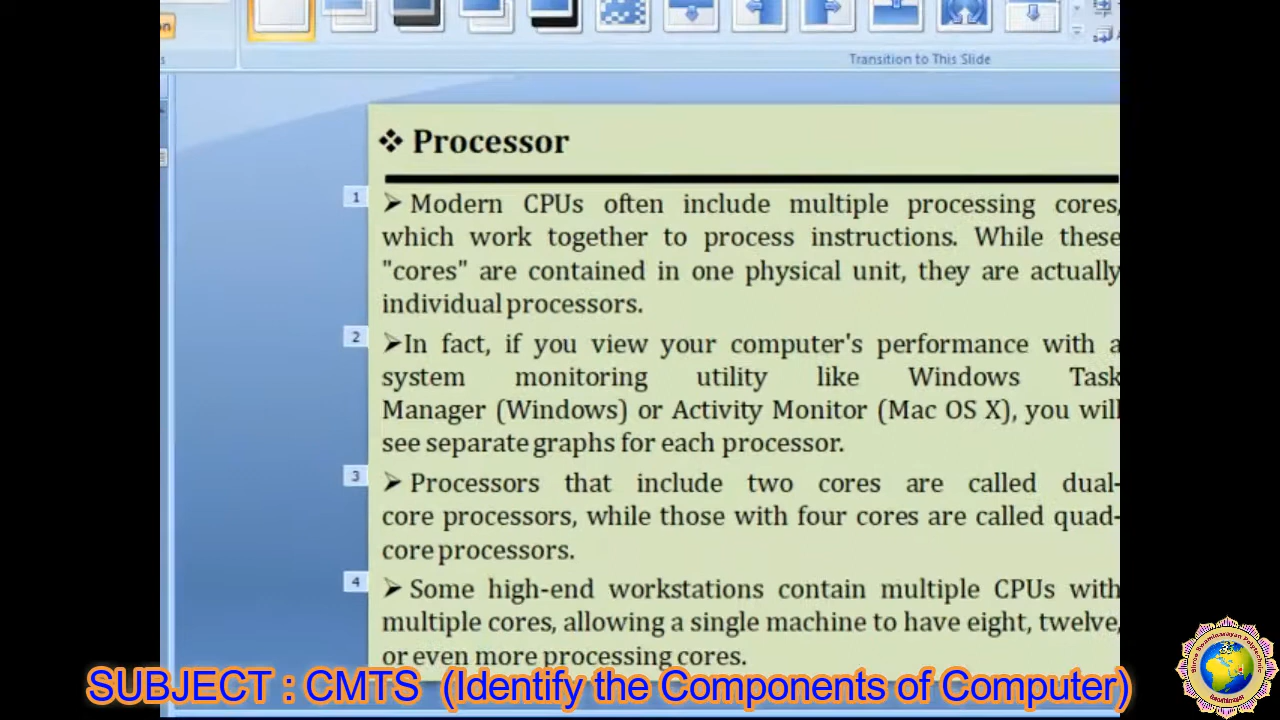 Transition to This Slide
❖ Processor
1
➤ Modern CPUs often include multiple processing cores,
which work together to process instructions. While these
"cores" are contained in one physical unit, they are actually
individual processors.
2
➤In fact, if you view your computer's performance with a
system monitoring utility like Windows Task
Manager (Windows) or Activity Monitor (Mac OS X), you will
see separate graphs for each processor.
3
➤ Processors that include two cores are called dual-
core processors, while those with four cores are called quad-
core processors.
4
➤ Some high-end workstations contain multiple CPUs with
multiple cores, allowing a single machine to have eight, twelve,
or even more processing cores.
SUBJECT : CMTS (Identify the Components of Computer)